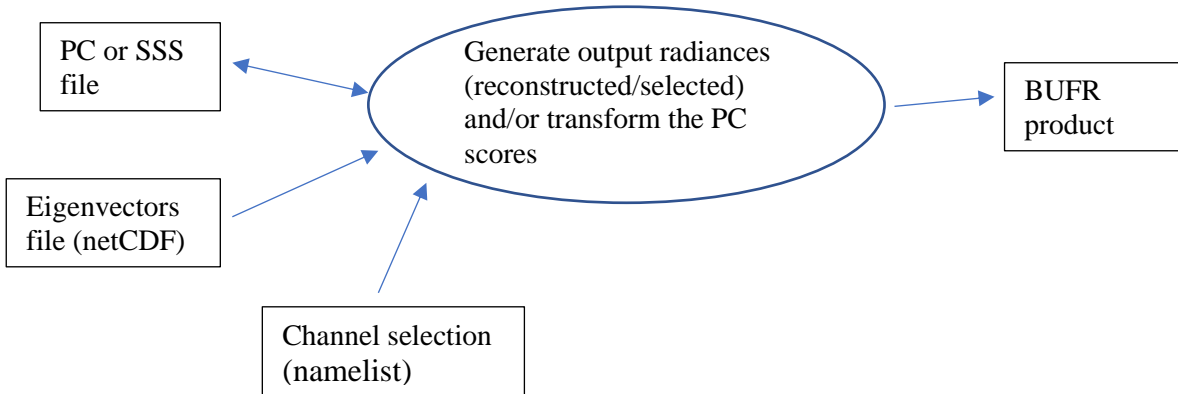 PC or SSS
file
Generate output radiances
(reconstructed/selected)
and/or transform the PC
scores
BUFR
product
Eigenvectors
file (netCDF)
Channel selection
(namelist)